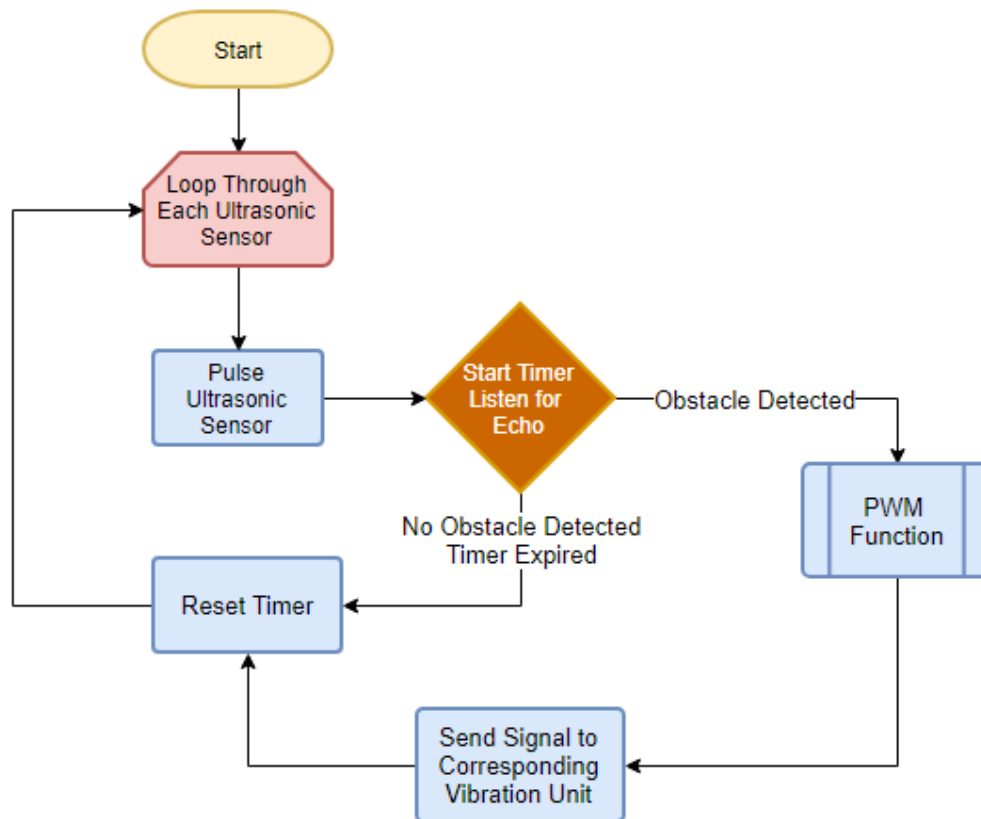 Start
Loop Through
Each Ultrasonic
Sensor
Pulse
Ultrasonic
Sensor
Start Timer
Listen for
Echo
Obstacle Detected
PWM
Function
No Obstacle Detected
Timer Expired
Reset Timer
Send Signal to
Corresponding
Vibration Unit